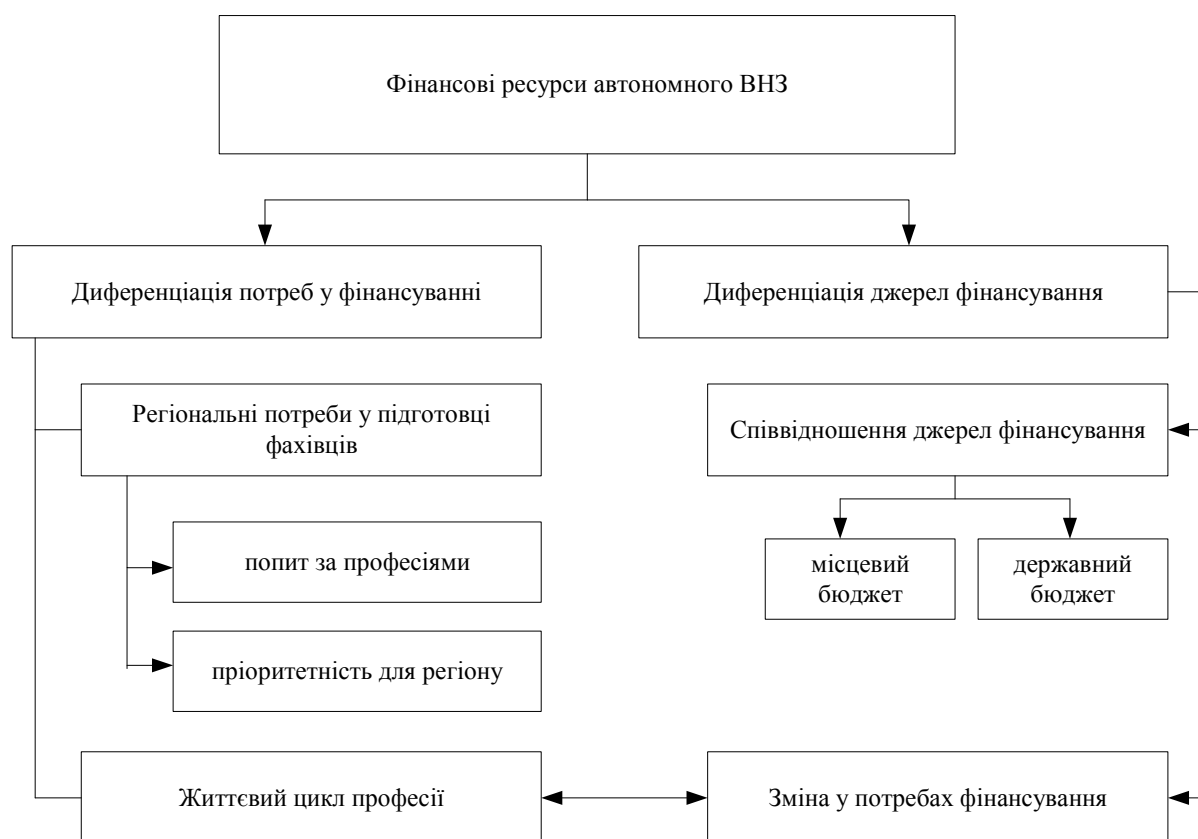 Фінансові ресурси автономного ВНЗ
Диференціація потреб у фінансуванні
Диференціація джерел фінансування
Регіональні потреби у підготовці
фахівців
Співвідношення джерел фінансування
попит за професіями
місцевий
бюджет
державний
бюджет
пріоритетність для регіону
Життєвий цикл професії
Зміна у потребах фінансування